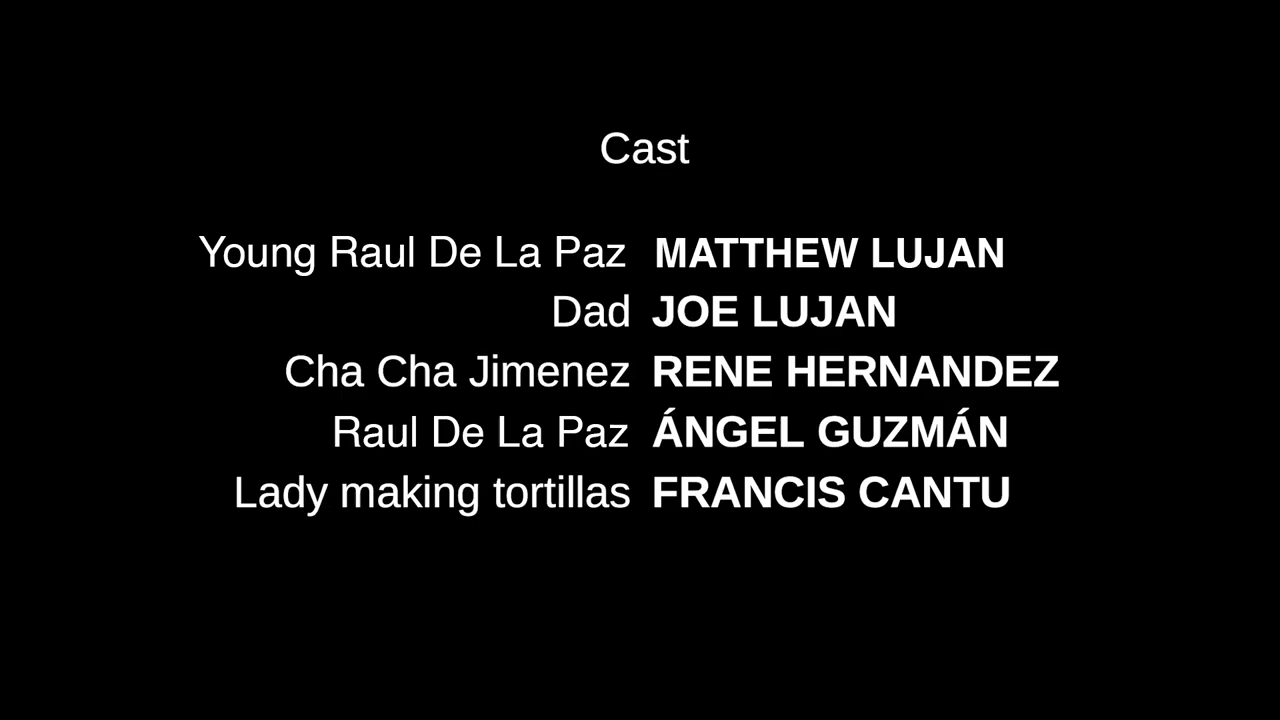 Cast
Young Raul De La Paz MATTHEW LUJAN
Dad JOE LUJAN
Cha Cha Jimenez RENE HERNANDEZ
Raul De La Paz ÁNGEL GUZMÁN
Lady making tortillas FRANCIS CANTU